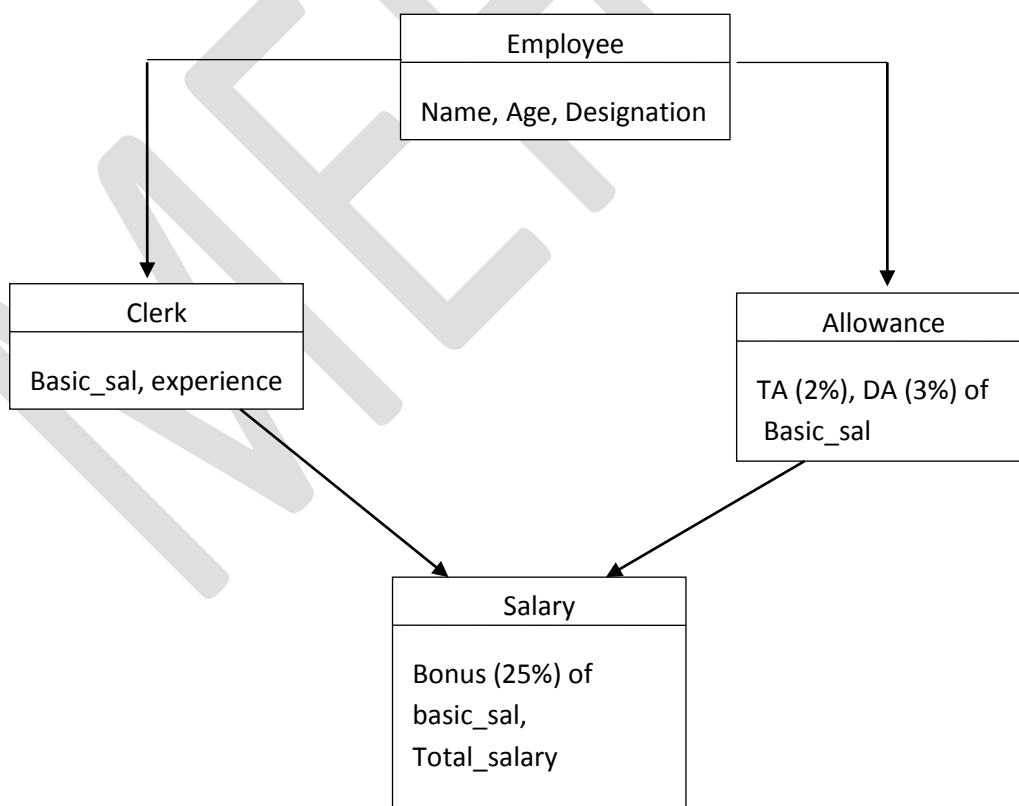 Employee
Name, Age, Designation
Clerk
Basic_sal, experience
Allowance
TA (2%), DA (3%) of
Basic_sal
Salary
Bonus (25%) of
basic_sal,
Total_salary